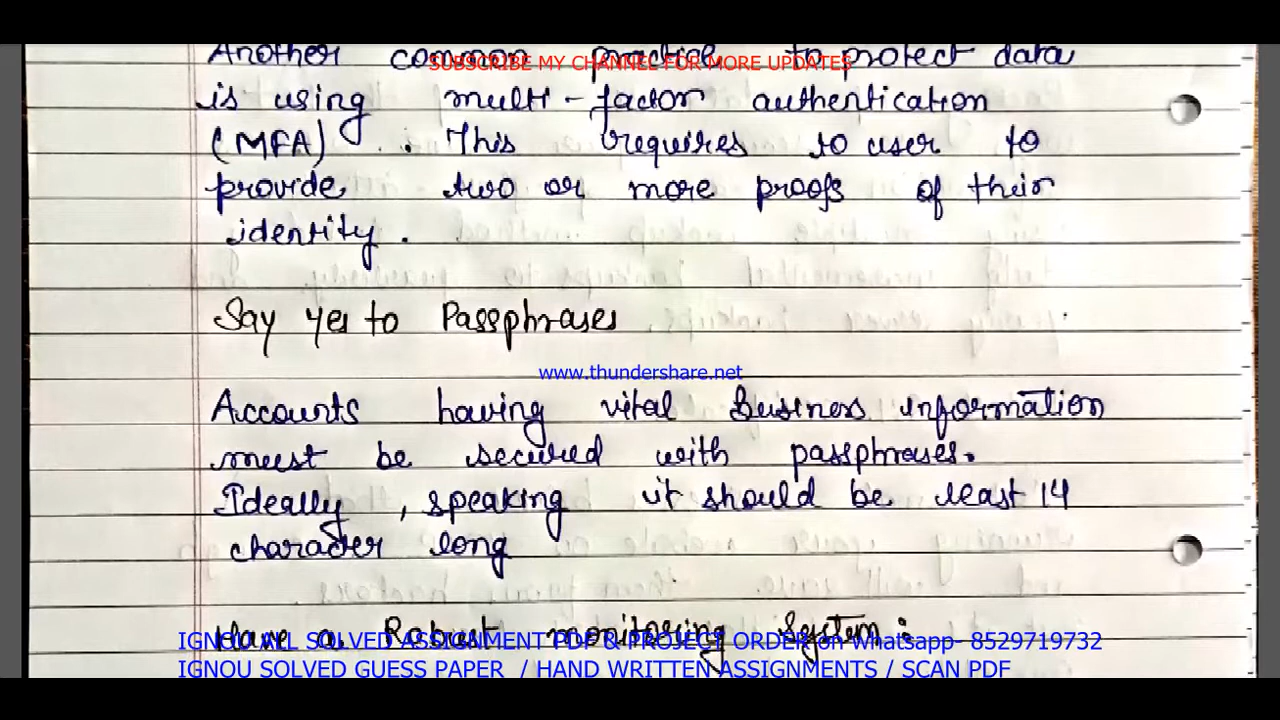 Another common practice to protect data
SUBSCRIBE MY CHANNEL FOR MORE UPDATES
is using multi-factor authentication
(MFA). This requires to user to
provide two or more proofs of their
identity.
Say yes to Passphrases
www.thundershare.net
Accounts having vital Business information
must be secured with passphrases.
Ideally, speaking it should be least 14
character long
Have a Robust monitoring System :
IGNOU ALL SOLVED ASSIGNMENT PDF & PROJECT ORDER on whatsapp- 8529719732
IGNOU SOLVED GUESS PAPER / HAND WRITTEN ASSIGNMENTS / SCAN PDF